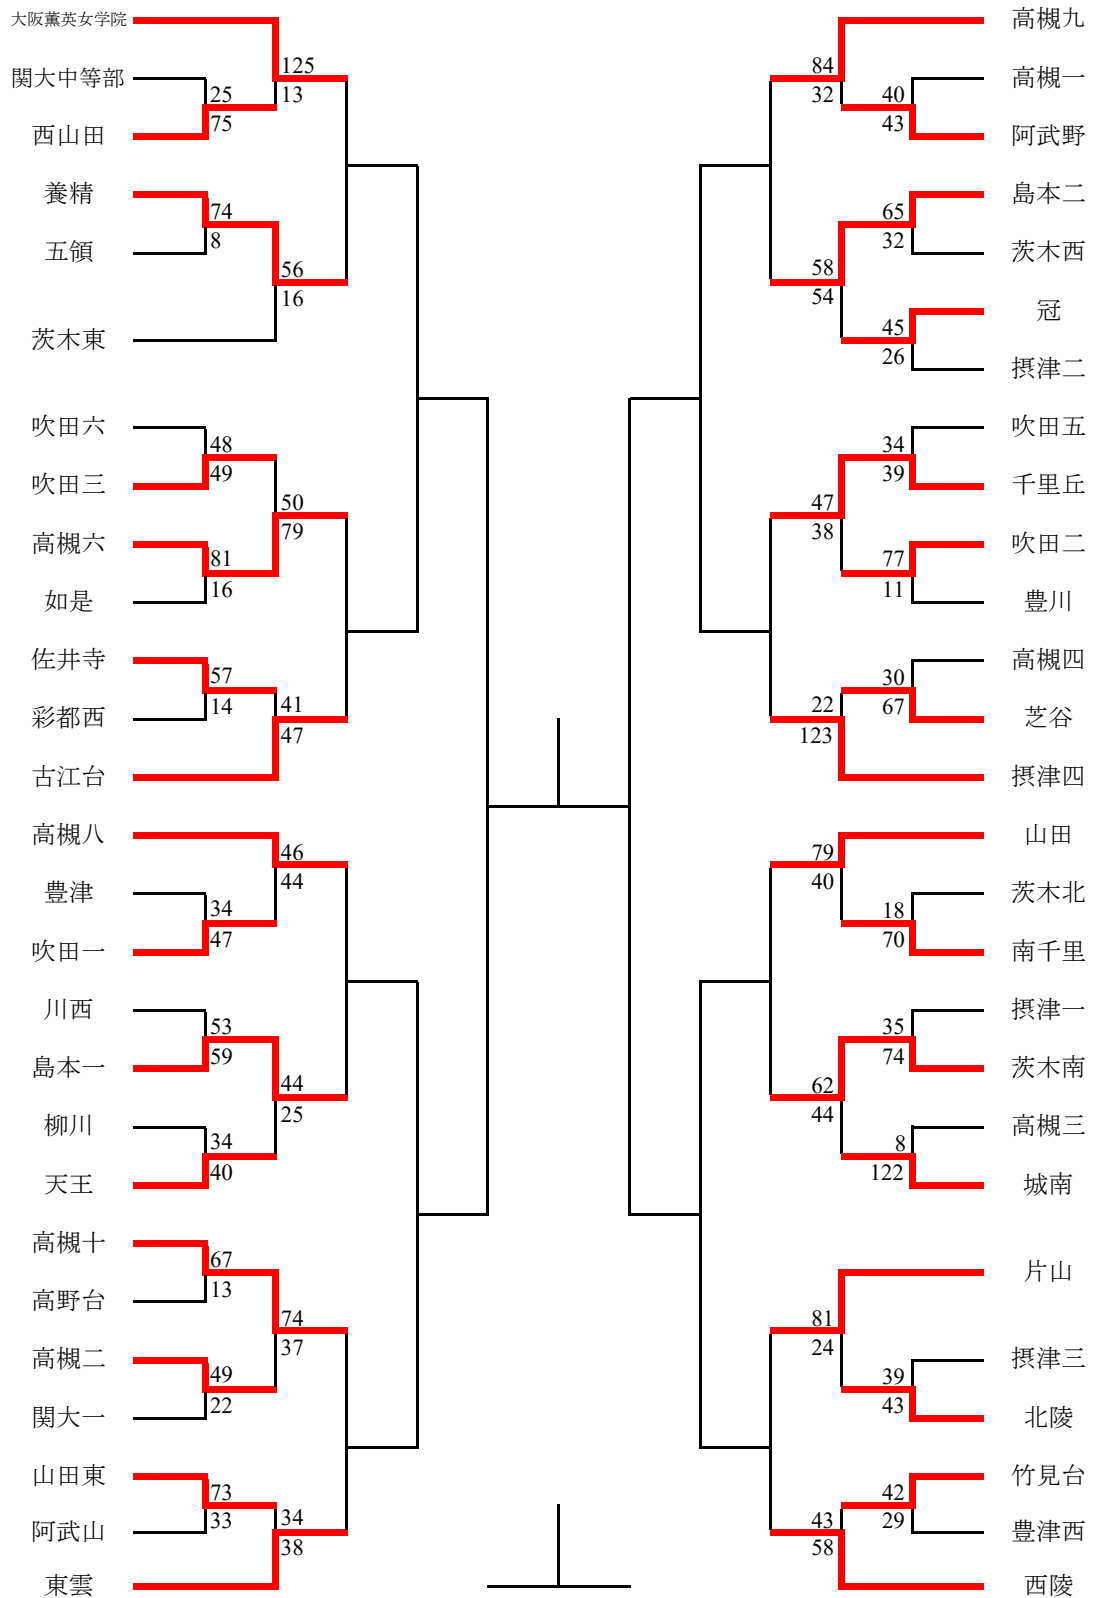 大阪薫英女学院
125
13
関大中等部
25
75
西山田
養精
74
8
五領
56
16
茨木東
吹田六
48
49
吹田三
50
79
高槻六
81
16
如是
佐井寺
57
14
彩都西
41
47
古江台
高槻八
46
44
豊津
34
47
吹田一
川西
53
59
島本一
44
25
柳川
34
40
天王
高槻十
67
13
高野台
74
37
高槻二
49
22
関大一
山田東
73
33
阿武山
34
38
東雲
高槻九
84
32
高槻一
40
43
阿武野
島本二
65
32
茨木西
58
54
冠
45
26
摂津二
吹田五
34
39
千里丘
47
38
吹田二
77
11
豊川
高槻四
30
67
芝谷
22
123
摂津四
山田
79
40
茨木北
18
70
南千里
摂津一
35
74
茨木南
62
44
高槻三
8
122
城南
片山
81
24
摂津三
39
43
北陵
竹見台
42
29
豊津西
43
58
西陵